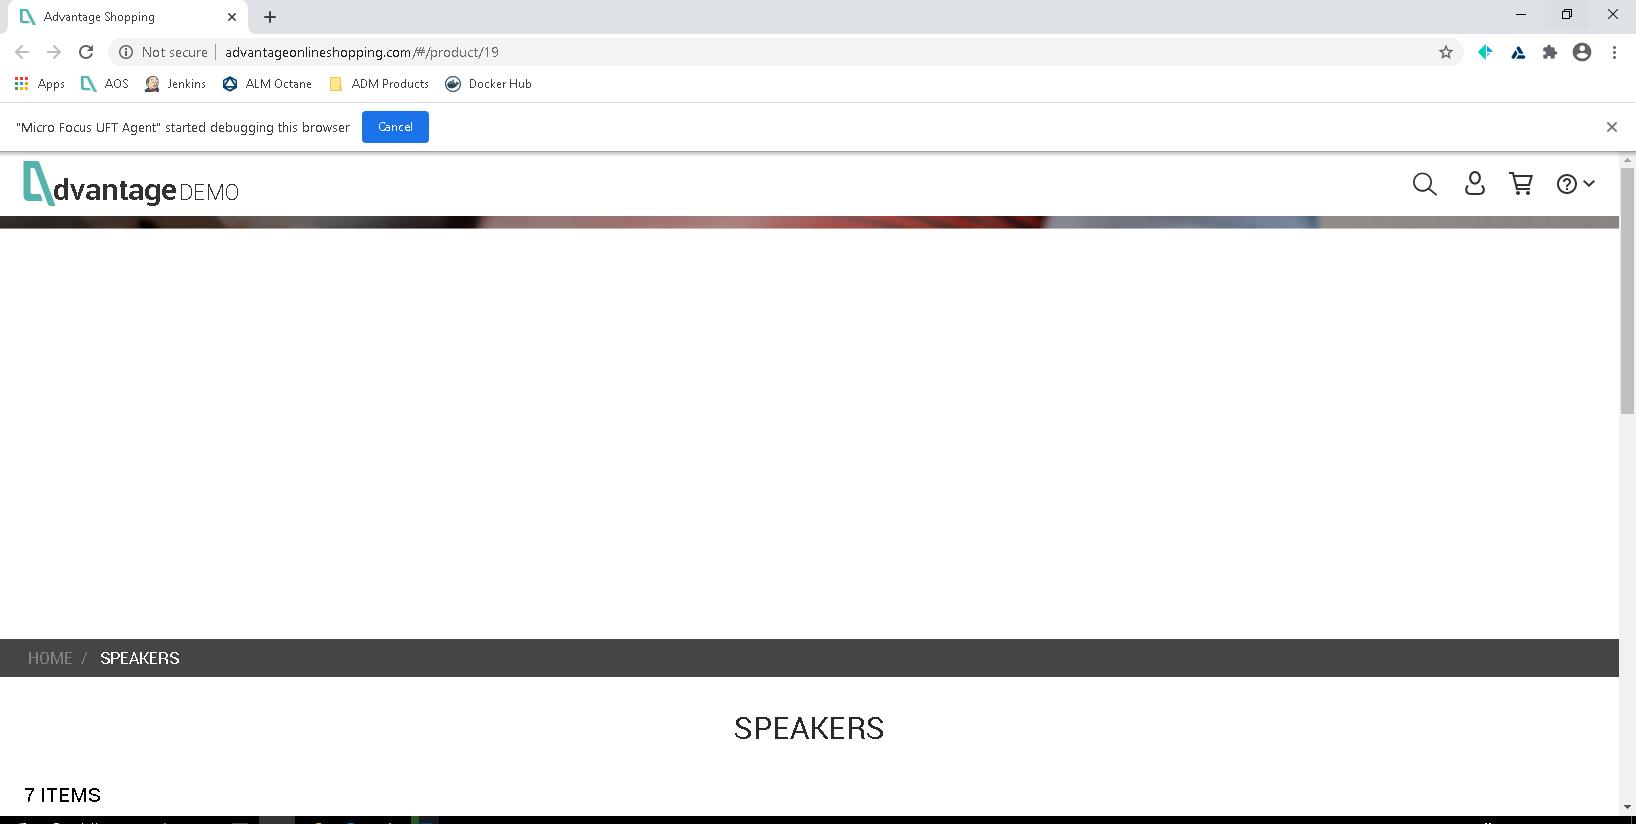 Advantage Shopping
Not secure advantageonlineshopping.com/#/product/19
Apps AOS Jenkins ALM Octane ADM Products Docker Hub
"Micro Focus UFT Agent" started debugging this browser Cancel
dvantage DEMO
HOME / SPEAKERS
SPEAKERS
7 ITEMS